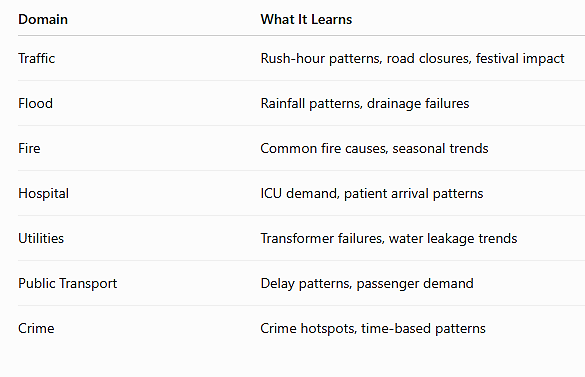 Domain What It Learns
Traffic Rush-hour patterns, road closures, festival impact
Flood Rainfall patterns, drainage failures
Fire Common fire causes, seasonal trends
Hospital ICU demand, patient arrival patterns
Utilities Transformer failures, water leakage trends
Public Transport Delay patterns, passenger demand
Crime Crime hotspots, time-based patterns